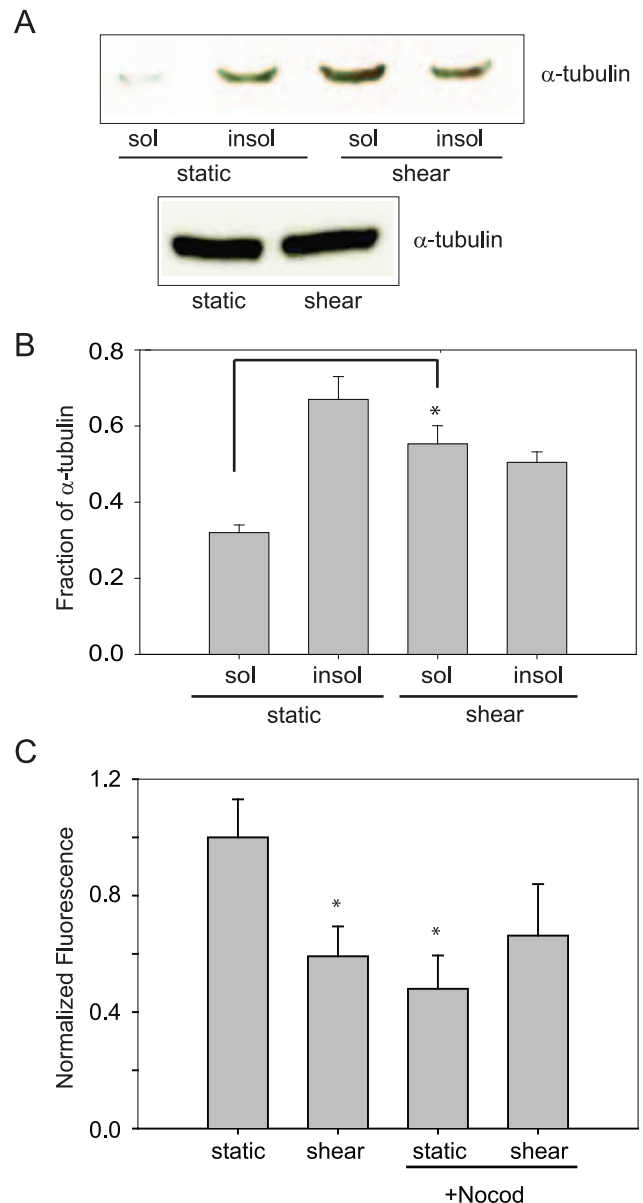 A
α-tubulin
sol insol sol insol
static shear
α-tubulin
static shear
B
Fraction of α-tubulin
0.8
0.6
0.4
0.2
0.0
*
sol insol sol insol
static shear
C
Normalized Fluorescence
1.2
0.8
0.4
0.0
* *
static shear static shear
+Nocod